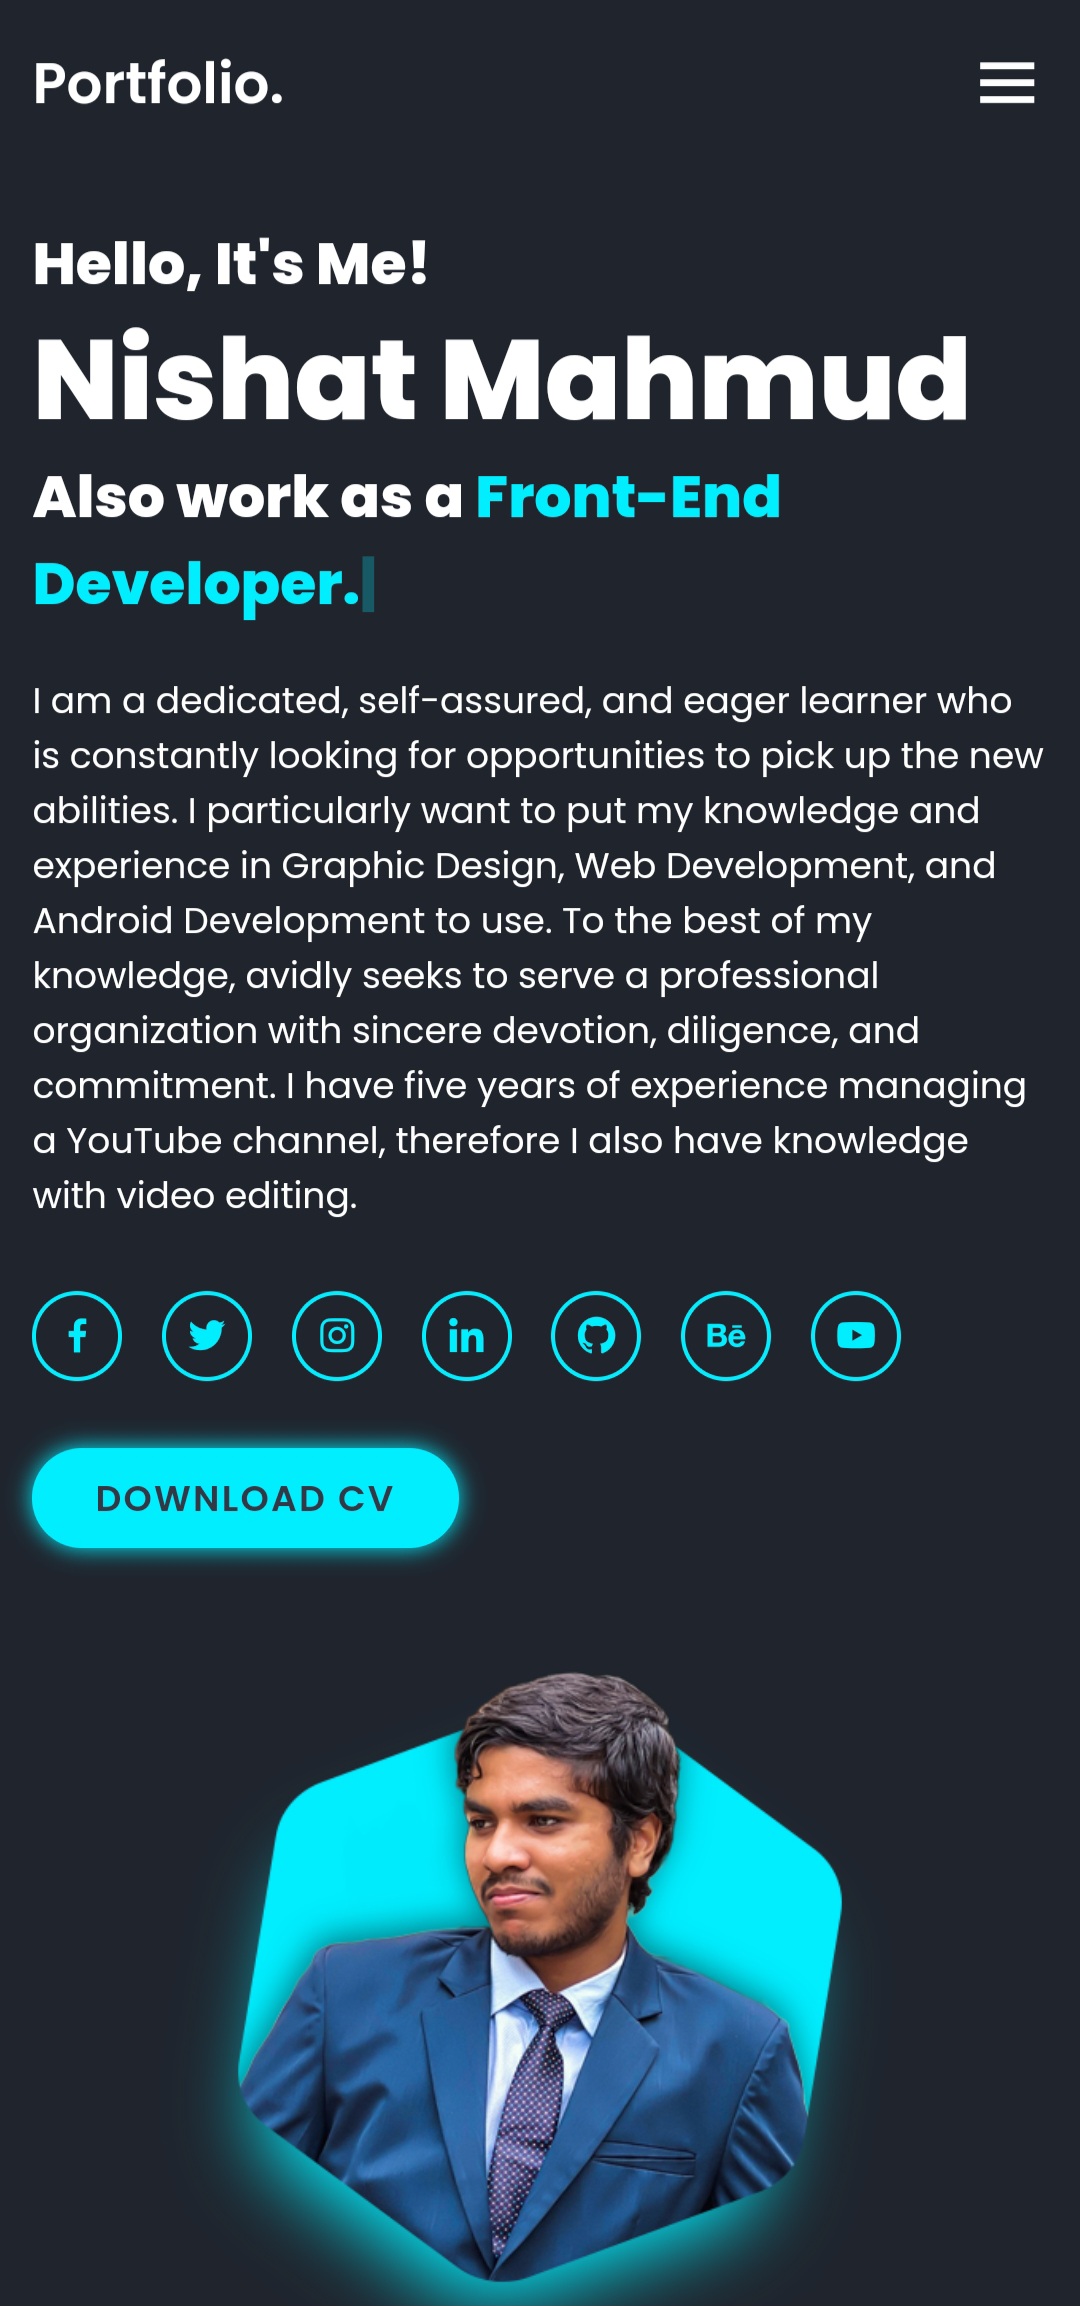 Portfolio.
Hello, It's Me!
Nishat Mahmud
Also work as a Front-End
Developer.
I am a dedicated, self-assured, and eager learner who
is constantly looking for opportunities to pick up the new
abilities. I particularly want to put my knowledge and
experience in Graphic Design, Web Development, and
Android Development to use. To the best of my
knowledge, avidly seeks to serve a professional
organization with sincere devotion, diligence, and
commitment. I have five years of experience managing
a YouTube channel, therefore I also have knowledge
with video editing.
f in Bē
DOWNLOAD CV